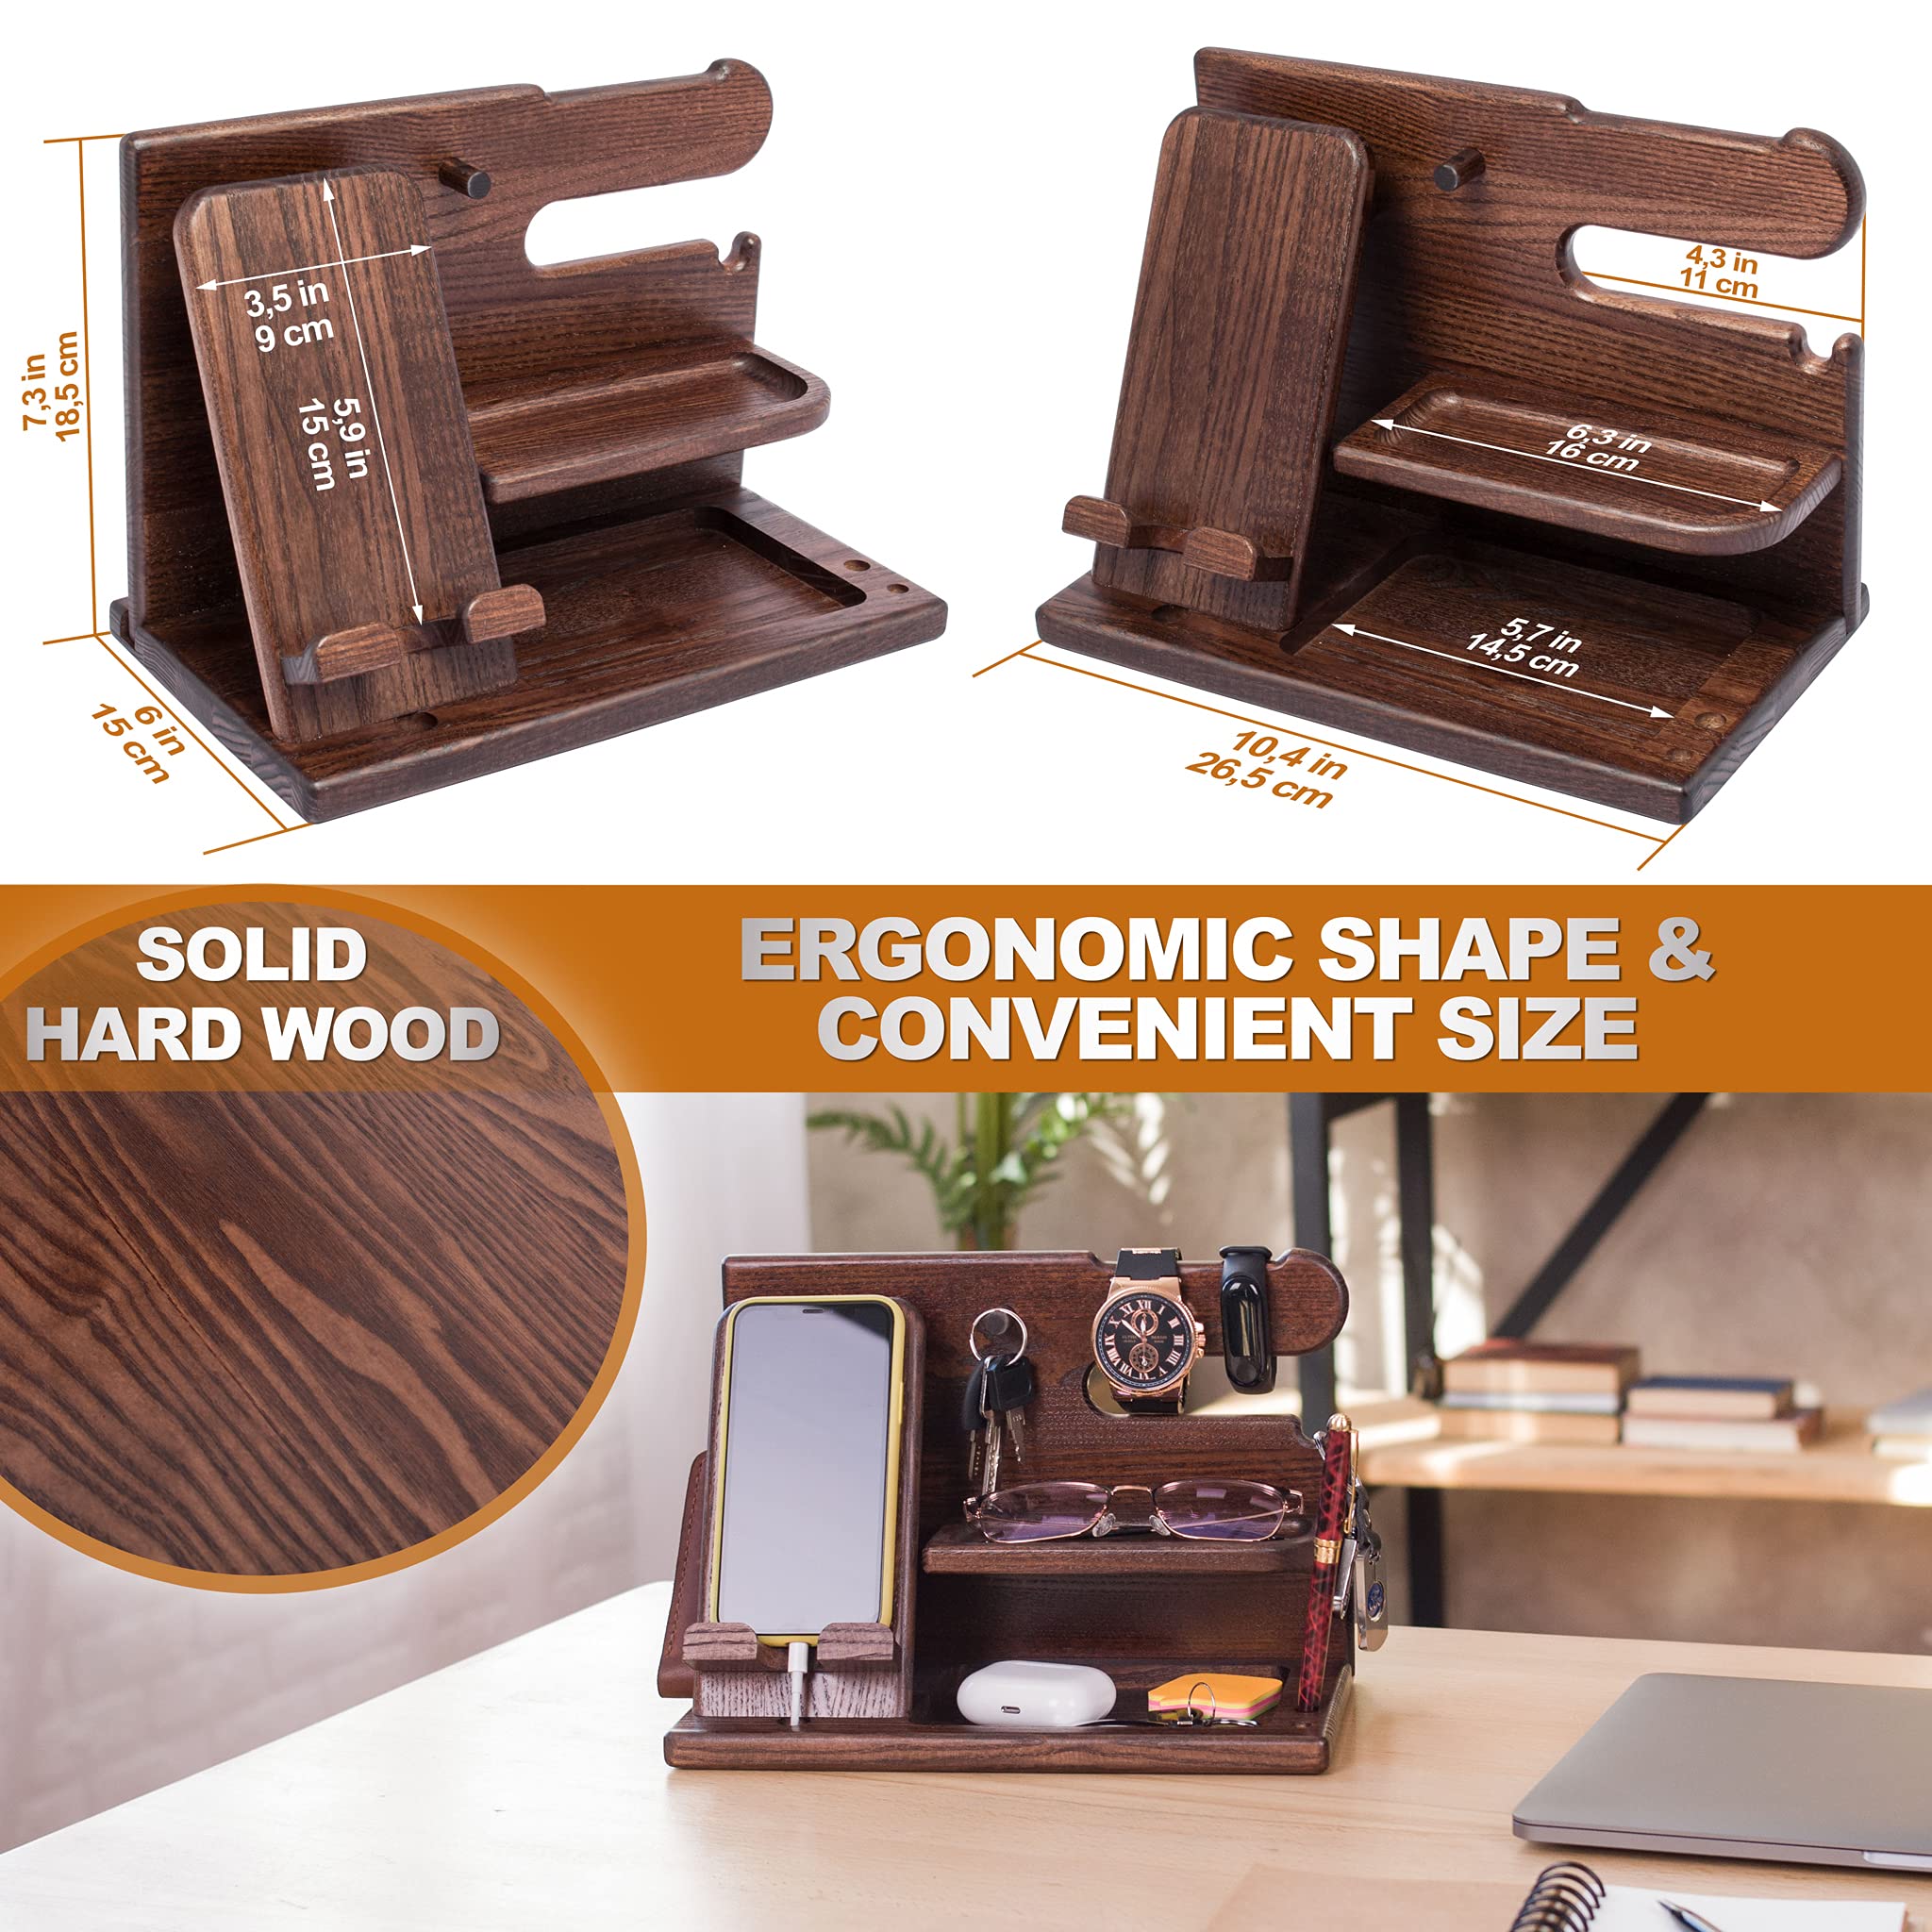 7,3 in
18,5 cm
3,5 in
9 cm
5,9 in
15 cm
6 in
15 cm
4,3 in
11 cm
6,3 in
16 cm
5,7 in
14,5 cm
10,4 in
26,5 cm
SOLID
HARD WOOD
ERGONOMIC SHAPE &
CONVENIENT SIZE